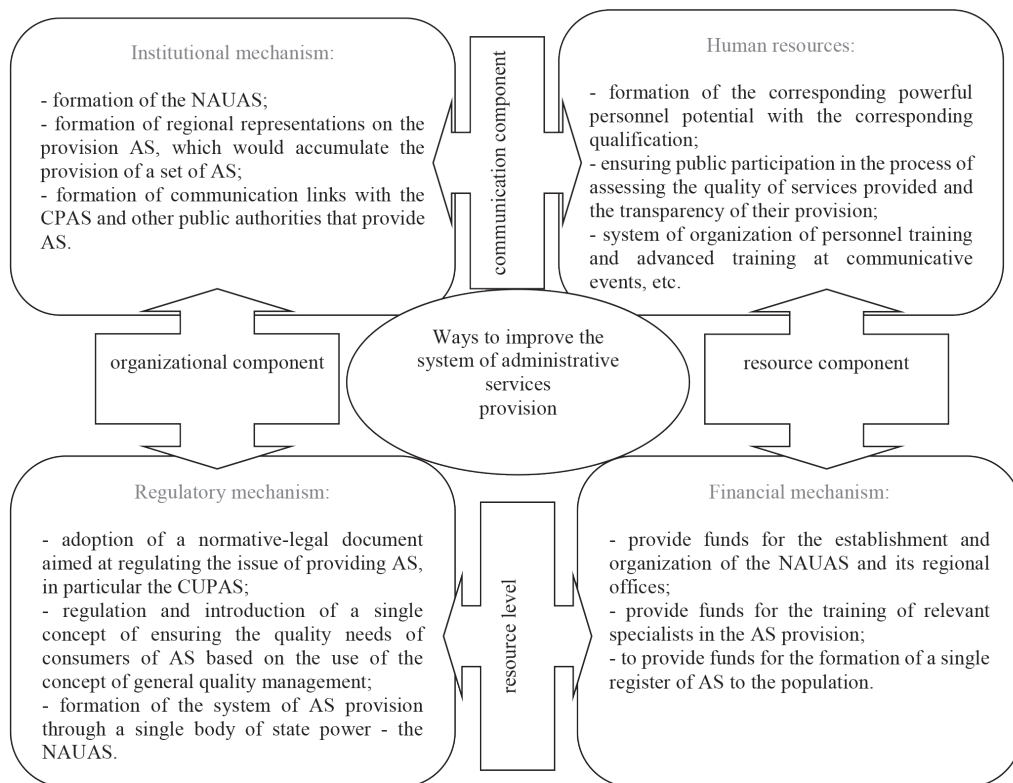 Institutional mechanism:
- formation of the NAUAS;
- formation of regional representations on the
provision AS, which would accumulate the
provision of a set of AS;
- formation of communication links with the
CPAS and other public authorities that provide
AS.
communication component
Human resources:
- formation of the corresponding powerful
personnel potential with the corresponding
qualification;
- ensuring public participation in the process of
assessing the quality of services provided and
the transparency of their provision;
- system of organization of personnel training
and advanced training at communicative
events, etc.
organizational component
Ways to improve the
system of administrative
services
provision
resource component
Regulatory mechanism:
- adoption of a normative-legal document
aimed at regulating the issue of providing AS,
in particular the CUPAS;
- regulation and introduction of a single
concept of ensuring the quality needs of
consumers of AS based on the use of the
concept of general quality management;
- formation of the system of AS provision
through a single body of state power - the
NAUAS.
resource level
Financial mechanism:
- provide funds for the establishment and
organization of the NAUAS and its regional
offices;
- provide funds for the training of relevant
specialists in the AS provision;
- to provide funds for the formation of a single
register of AS to the population.